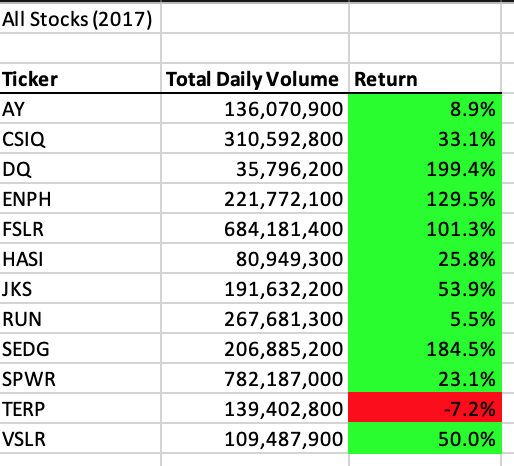 All Stocks (2017)
Ticker Total Daily Volume Return
AY 136,070,900 8.9%
CSIQ 310,592,800 33.1%
DQ 35,796,200 199.4%
ENPH 221,772,100 129.5%
FSLR 684,181,400 101.3%
HASI 80,949,300 25.8%
JKS 191,632,200 53.9%
RUN 267,681,300 5.5%
SEDG 206,885,200 184.5%
SPWR 782,187,000 23.1%
TERP 139,402,800 -7.2%
VSLR 109,487,900 50.0%